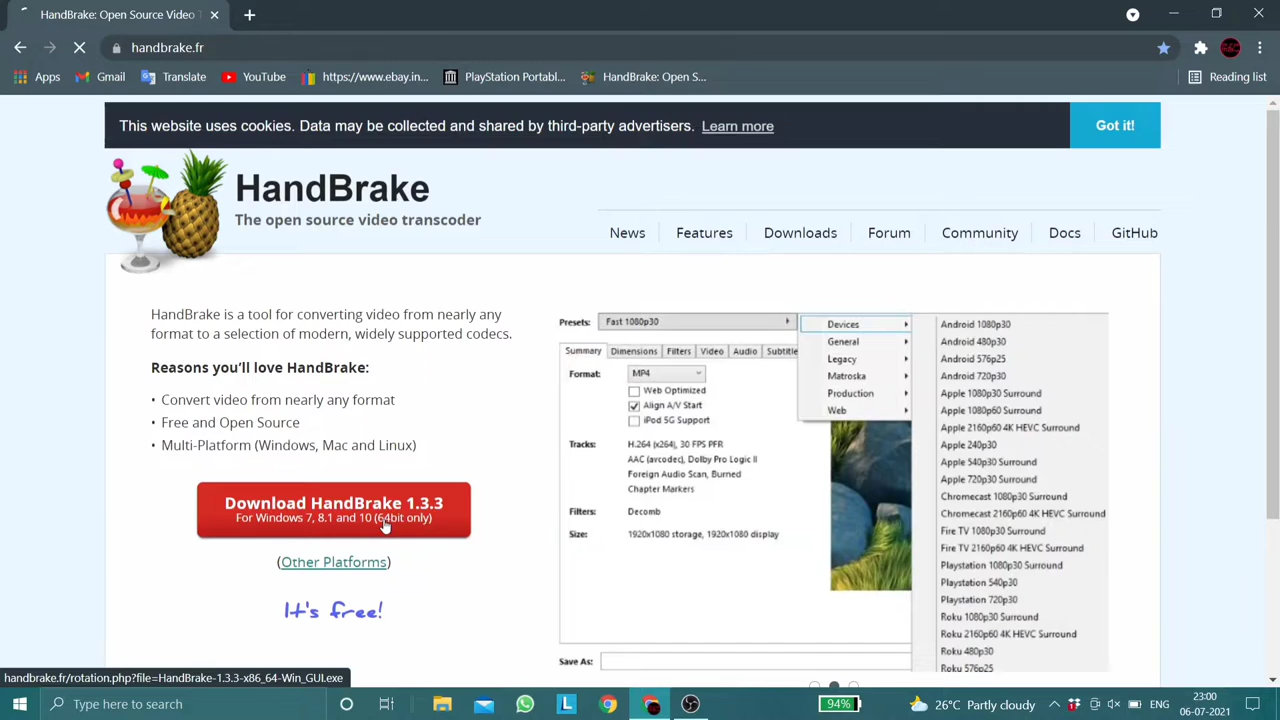 HandBrake: Open Source Video T
handbrake.fr
Apps
Gmail
Translate
YouTube
https://www.ebay.in...
PlayStation Portabl...
HandBrake: Open S...
Reading list
This website uses cookies. Data may be collected and shared by third-party advertisers. Learn more
Got it!
HandBrake
The open source video transcoder
News
Features
Downloads
Forum
Community
Docs
GitHub
HandBrake is a tool for converting video from nearly any
format to a selection of modern, widely supported codecs.
Reasons you'll love HandBrake:
• Convert video from nearly any format
• Free and Open Source
• Multi-Platform (Windows, Mac and Linux)
Download HandBrake 1.3.3
For Windows 7, 8.1 and 10 (64bit only)
(Other Platforms)
It's free!
Presets:
Fast 1080p30
Summary
Dimensions
Filters
Video
Audio
Subtitle
Format:
MP4
Web Optimized
Align A/V Start
iPod 5G Support
Tracks:
H.264 (x264), 30 FPS PFR
AAC (avcodec), Dolby Pro Logic II
Foreign Audio Scan, Burned
Chapter Markers
Filters:
Decomb
Size:
1920x1080 storage, 1920x1080 display
Save As:
Devices
General
Legacy
Matroska
Production
Web
Android 1080p30
Android 480p30
Android 576p25
Android 720p30
Apple 1080p30 Surround
Apple 1080p60 Surround
Apple 2160p60 4K HEVC Surround
Apple 240p30
Apple 540p30 Surround
Apple 720p30 Surround
Chromecast 1080p30 Surround
Chromecast 2160p60 4K HEVC Surround
Fire TV 1080p30 Surround
Fire TV 2160p60 4K HEVC Surround
Playstation 1080p30 Surround
Playstation 540p30
Playstation 720p30
Roku 1080p30 Surround
Roku 2160p60 4K HEVC Surround
Roku 480p30
Roku 576p25
handbrake.fr/rotation.php?file=HandBrake-1.3.3-x86_64-Win_GUI.exe
Type here to search
94%
26°C Partly cloudy
ENG
23:00
06-07-2021